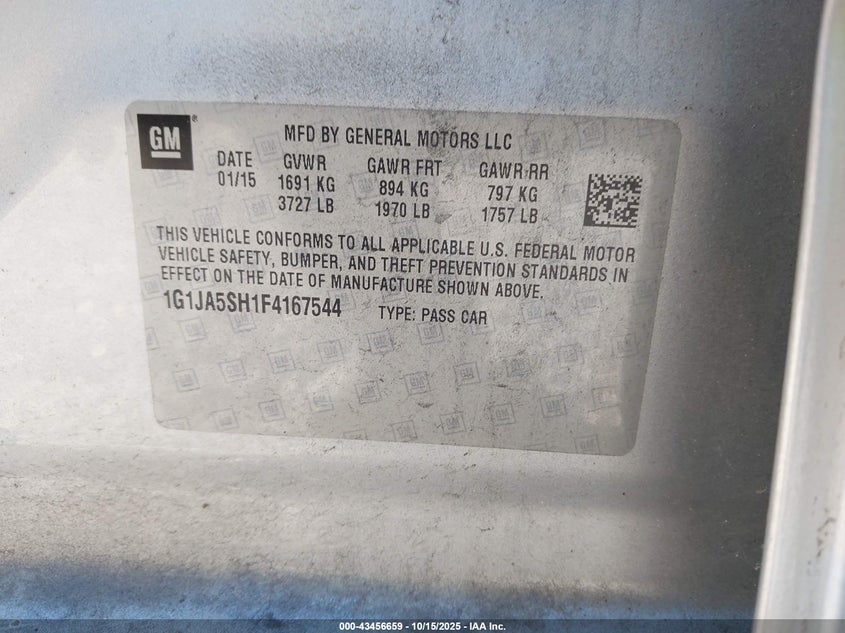 GM®
MFD BY GENERAL MOTORS LLC
DATE GVWR GAWR FRT GAWR RR
01/15 1691 KG 894 KG 797 KG
3727 LB 1970 LB 1757 LB
THIS VEHICLE CONFORMS TO ALL APPLICABLE U.S. FEDERAL MOTOR
VEHICLE SAFETY, BUMPER, AND THEFT PREVENTION STANDARDS IN
EFFECT ON THE DATE OF MANUFACTURE SHOWN ABOVE.
1G1JA5SH1F4167544 TYPE: PASS CAR
000-43456659 - 10/15/2025 - IAA Inc.